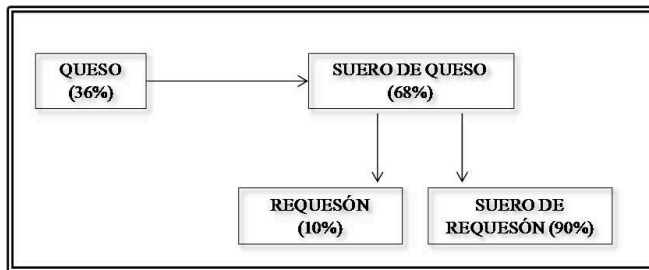 QUESO
(36%)
SUERO DE QUESO
(68%)
REQUESÓN
(10%)
SUERO DE
REQUESÓN (90%)